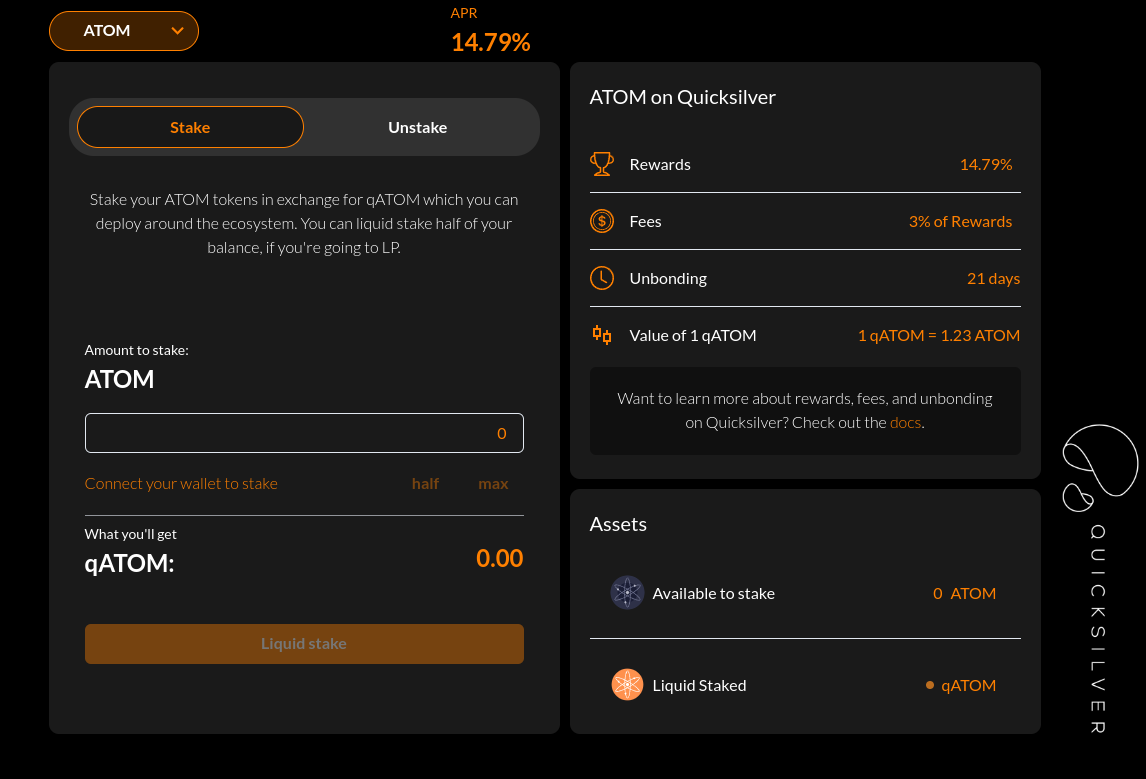 ATOM
APR
14.79%
Stake
Unstake
Stake your ATOM tokens in exchange for qATOM which you can
deploy around the ecosystem. You can liquid stake half of your
balance, if you're going to LP.
Amount to stake:
ATOM
0
Connect your wallet to stake
half
max
What you'll get
qATOM:
0.00
Liquid stake
ATOM on Quicksilver
Rewards
14.79%
Fees
3% of Rewards
Unbonding
21 days
Value of 1 qATOM
1 qATOM = 1.23 ATOM
Want to learn more about rewards, fees, and unbonding
on Quicksilver? Check out the docs.
Assets
Available to stake
0 ATOM
Liquid Staked
qATOM
QUICKSILVER